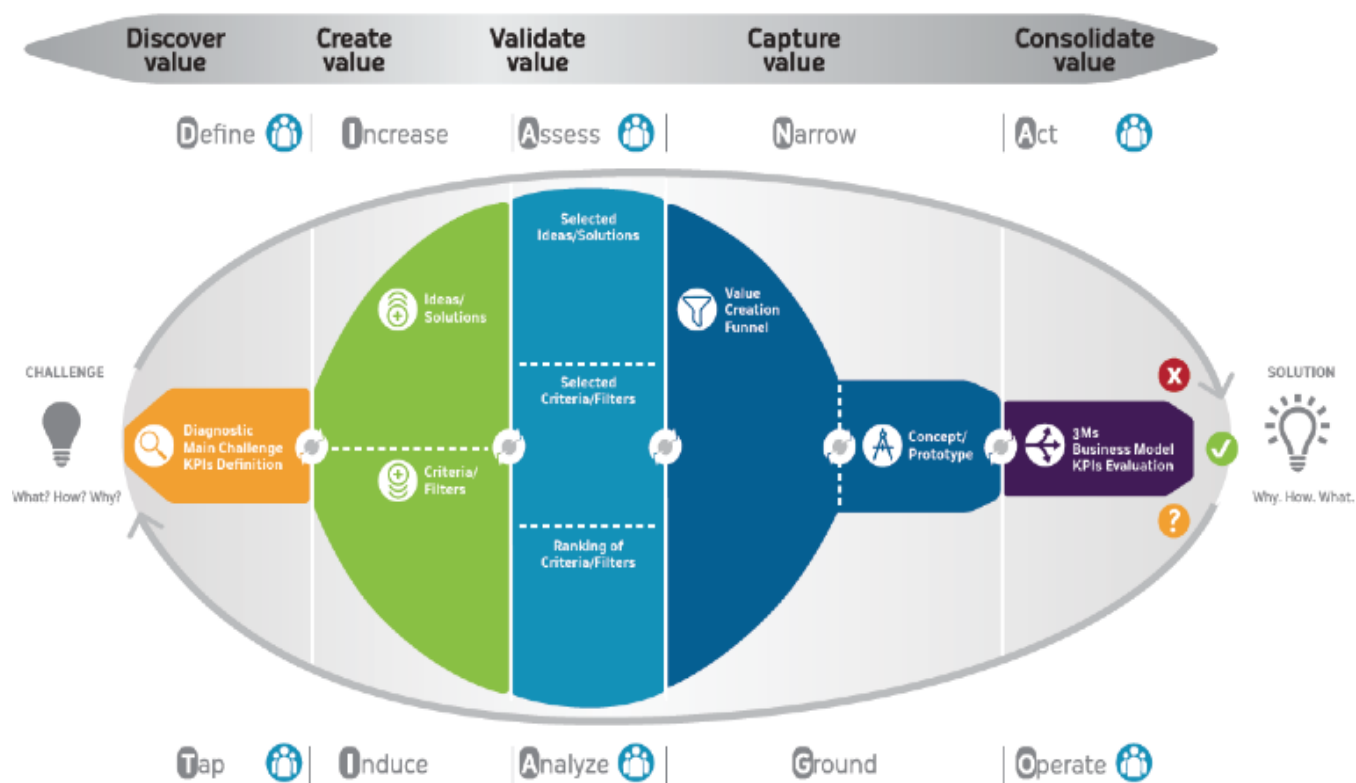 Discover value
Create value
Validate value
Capture value
Consolidate value
Define
Increase
Assess
Narrow
Act
Selected
Ideas/Solutions
Ideas/
Solutions
Value
Creation
Funnel
CHALLENGE
What? How? Why?
Diagnostic
Main Challenge
KPIs Definition
Selected
Criteria/Filters
Criteria/
Filters
Ranking of
Criteria/Filters
Concept/
Prototype
X
3Ms
Business Model
KPIs Evaluation
?
SOLUTION
Why. How. What.
Tap
Induce
Analyze
Ground
Operate